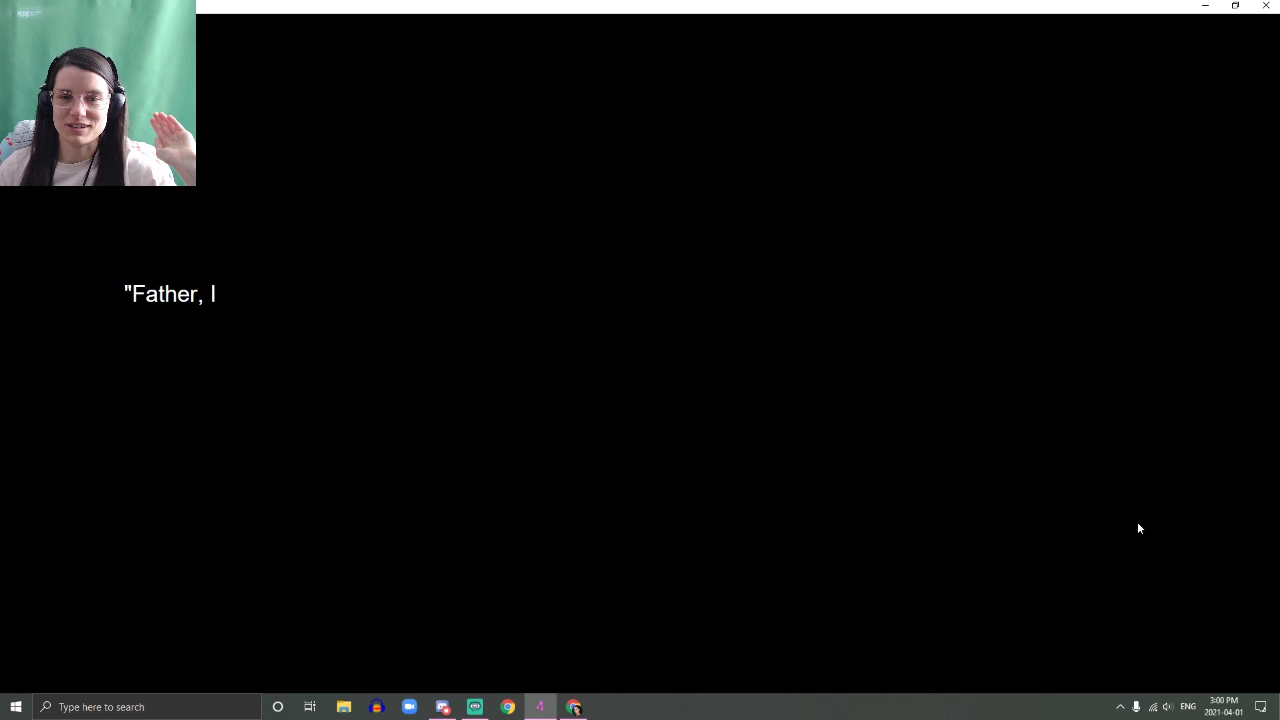 "Father, I
Type here to search
ENG
3:00 PM
2021-04-01